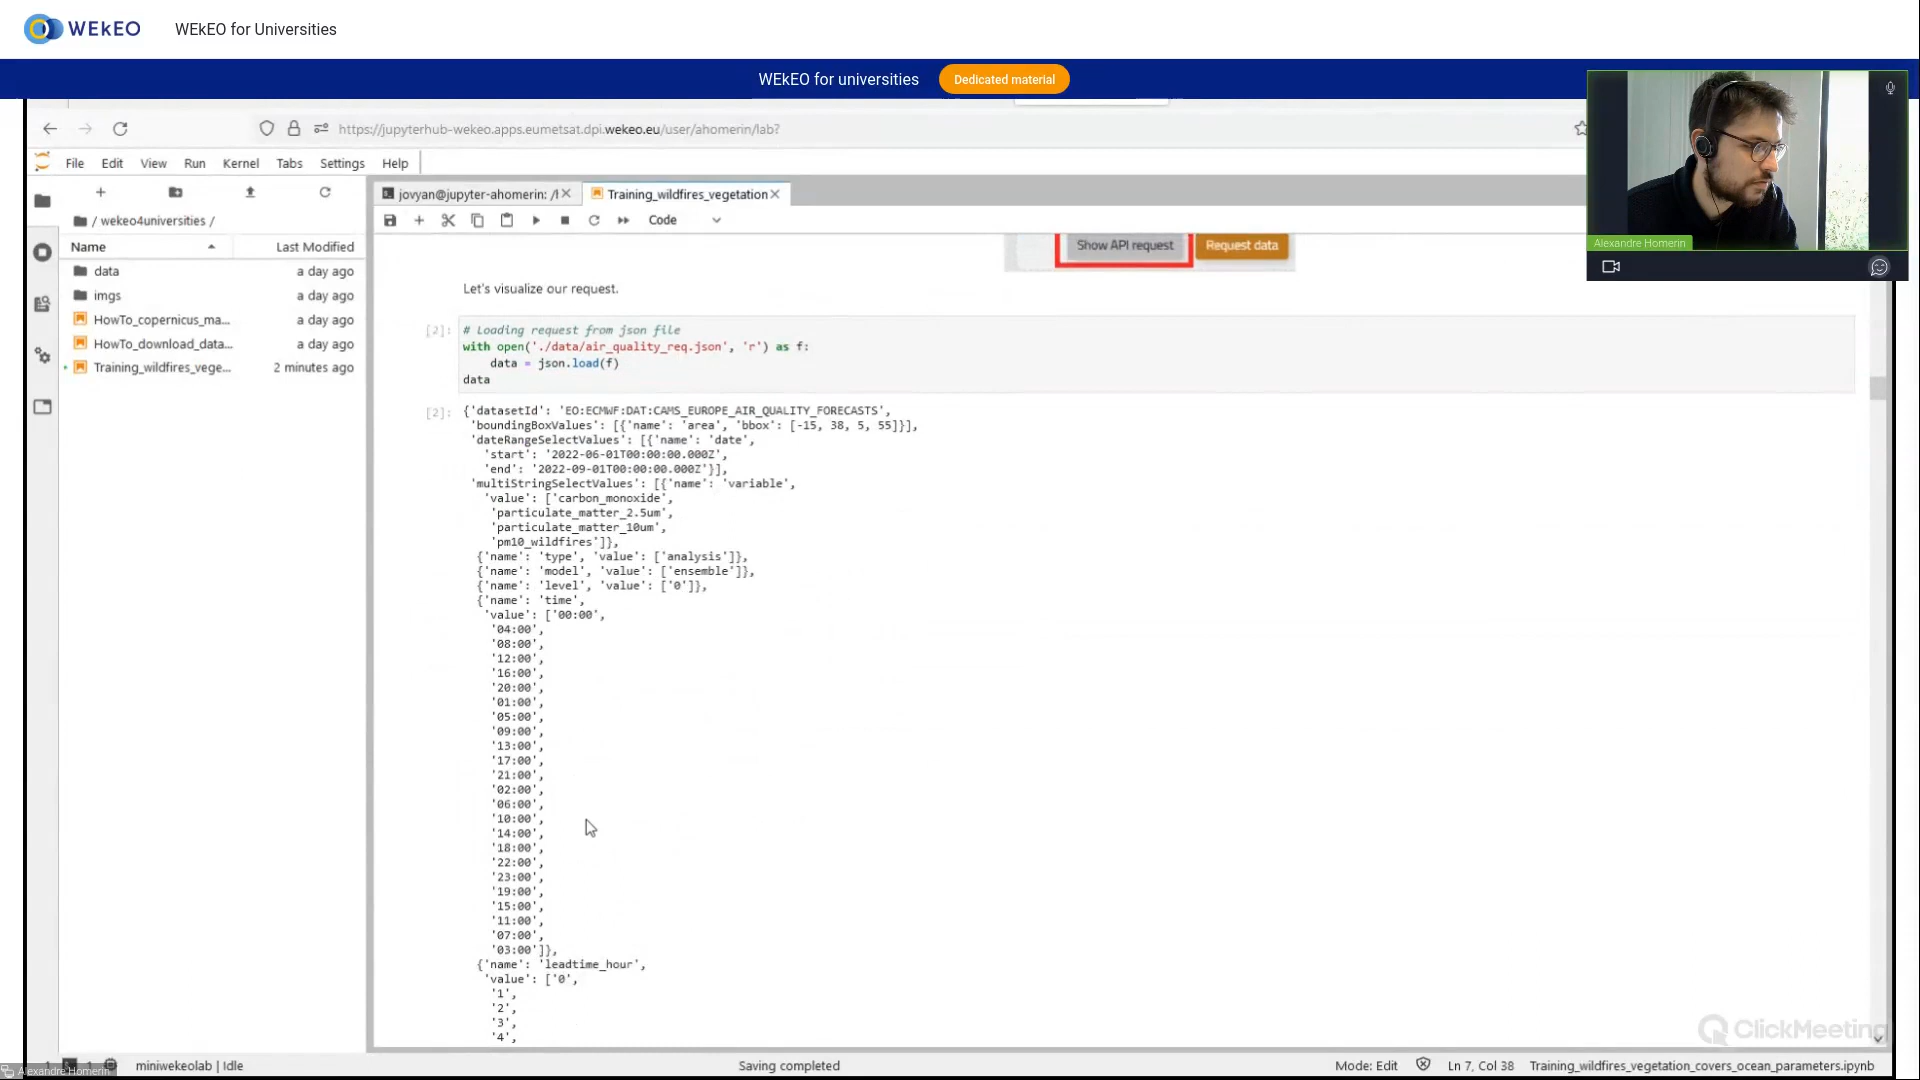 WEkEO WEkEO for Universities
WEkEO for universities Dedicated material
https://jupyterhub-wekeo.apps.eumetsat.dpi.wekeo.eu/user/ahomerin/lab?
File Edit View Run Kernel Tabs Settings Help
jovyan@jupyter-ahomerin: /l Training_wildfires_vegetation
Code
/ wekeo4universities /
Name Last Modified
data a day ago
imgs a day ago
HowTo_copernicus_ma... a day ago
HowTo_download_data... a day ago
Training_wildfires_vege... 2 minutes ago
Show API request Request data
Let's visualize our request.
[2]: # Loading request from json file
with open('./data/air_quality_req.json', 'r') as f:
data = json.load(f)
data
[2]: {'datasetId': 'EO:ECMWF:DAT:CAMS_EUROPE_AIR_QUALITY_FORECASTS',
'boundingBoxValues': [{'name': 'area', 'bbox': [-15, 38, 5, 55]}],
'dateRangeSelectValues': [{'name': 'date',
'start': '2022-06-01T00:00:00.000Z',
'end': '2022-09-01T00:00:00.000Z'}],
'multiStringSelectValues': [{'name': 'variable',
'value': ['carbon_monoxide',
'particulate_matter_2.5um',
'particulate_matter_10um',
'pm10_wildfires']},
{'name': 'type', 'value': ['analysis']},
{'name': 'model', 'value': ['ensemble']},
{'name': 'level', 'value': ['0']},
{'name': 'time',
'value': ['00:00',
'04:00',
'08:00',
'12:00',
'16:00',
'20:00',
'01:00',
'05:00',
'09:00',
'13:00',
'17:00',
'21:00',
'02:00',
'06:00',
'10:00',
'14:00',
'18:00',
'22:00',
'23:00',
'19:00',
'15:00',
'11:00',
'07:00',
'03:00']},
{'name': 'leadtime_hour',
'value': ['0',
'1',
'2',
'3',
'4',
Alexandre Homerin
ClickMeeting
miniwekeolab | Idle Saving completed Mode: Edit Ln 7, Col 38 Training_wildfires_vegetation_covers_ocean_parameters.ipynb
Alexandre Homerin